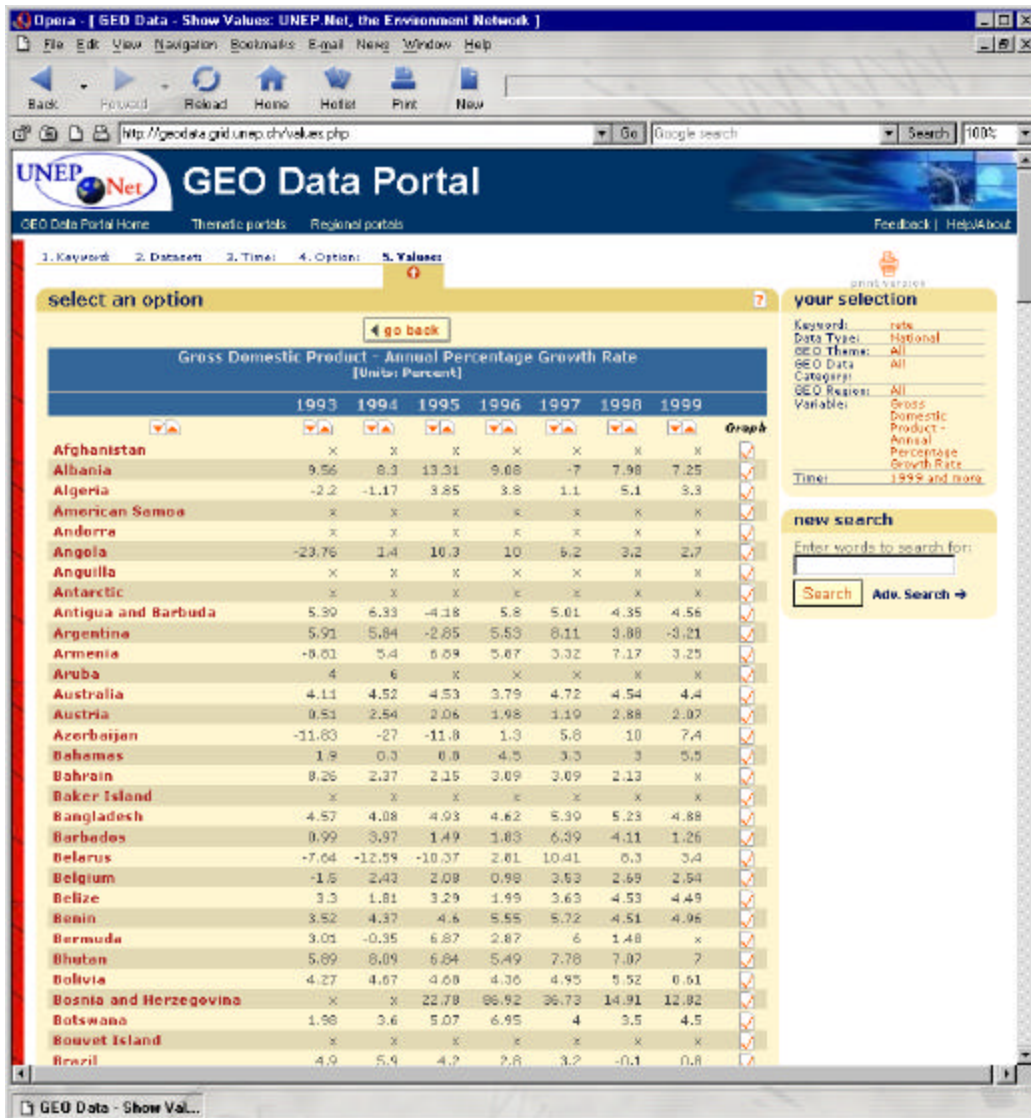 Opera - [ GEO Data - Show Values: UNEP.Net, the Environment Network ]
File Edit View Navigation Bookmarks E-mail News Window Help
Back Forward Reload Home Hotlist Print New
http://geodata.grid.unep.ch/values.php Go Google search Search 100%
UNEP Net GEO Data Portal
GEO Data Portal Home Thematic portals Regional portals Feedback | Help/About
1. Keyword: 2. Dataset: 3. Time: 4. Option: 5. Values:
print version
select an option ?
go back
Gross Domestic Product - Annual Percentage Growth Rate
[Units: Percent]
1993 1994 1995 1996 1997 1998 1999
Graph
Afghanistan x x x x x x x
Albania 9.56 8.3 13.31 9.08 -7 7.98 7.25
Algeria -2.2 -1.17 3.85 3.8 1.1 5.1 3.3
American Samoa x x x x x x x
Andorra x x x x x x x
Angola -23.76 1.4 10.3 10 6.2 3.2 2.7
Anguilla x x x x x x x
Antarctic x x x x x x x
Antigua and Barbuda 5.39 6.33 -4.18 5.8 5.01 4.35 4.56
Argentina 5.91 5.84 -2.85 5.53 8.11 3.88 -3.21
Armenia 5.4 3.32 7.17 3.25
Aruba 4 6 x x x x x
Australia 4.11 4.52 4.53 3.79 4.72 4.54 4.4
Austria 0.51 2.54 2.06 1.98 1.19 2.88 2.07
Azerbaijan -11.83 -27 -11.8 1.3 5.8 10 7.4
Bahamas 1.9 0.3 4.5 3.3 3 5.5
Bahrain 8.26 2.37 2.15 3.09 3.09 2.13 x
Baker Island x x x x x x x
Bangladesh 4.57 4.08 4.93 4.62 5.39 5.23 4.88
Barbados 0.99 3.97 1.49 1.83 6.39 4.11 1.26
Belarus -12.59 -10.37 2.81 10.41 3.4
Belgium -1.5 2.43 2.08 0.98 3.53 2.69 2.54
Belize 3.3 1.81 3.29 1.99 3.63 4.53 4.49
Benin 3.52 4.37 4.6 5.55 5.72 4.51 4.96
Bermuda 3.01 -0.35 6.87 2.87 6 1.48 x
Bhutan 5.89 6.84 5.49 7.78 7
Bolivia 4.27 4.67 4.68 4.36 4.95 5.52 0.61
Bosnia and Herzegovina x x 22.78 86.92 36.73 14.91 12.82
Botswana 1.98 3.6 5.07 6.95 4 3.5 4.5
Bouvet Island x x x x x x x
Brazil 4.9 5.9 4.2 2.8 3.2 -0.1 0.8
your selection
Keyword: rate
Data Type: National
GEO Theme: All
GEO Data All
Category:
GEO Region: All
Variable: Gross
Domestic
Product -
Annual
Percentage
Growth Rate
Time: 1999 and more
new search
Enter words to search for:
Search Adv. Search
GEO Data - Show Val...